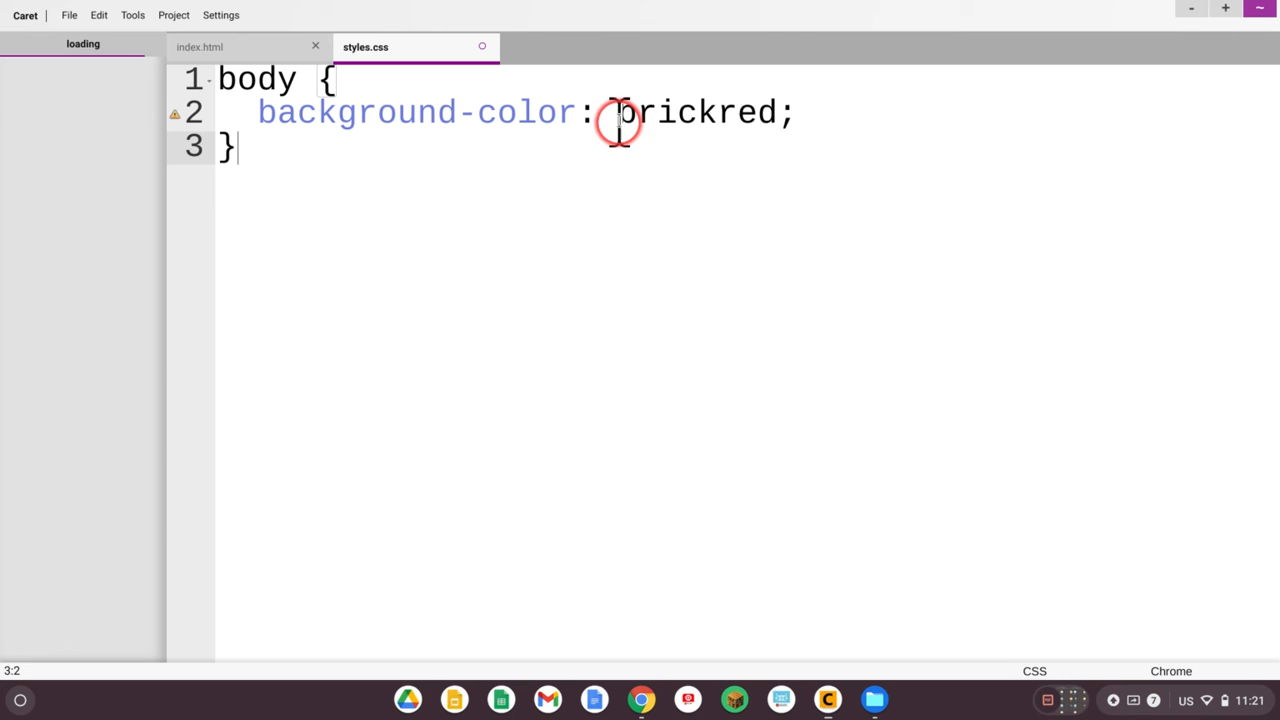 Caret File Edit Tools Project Settings - + ~
loading index.html × styles.css
1 body {
2 background-color: brickred;
3 }
3:2 CSS Chrome
7 US 11:21